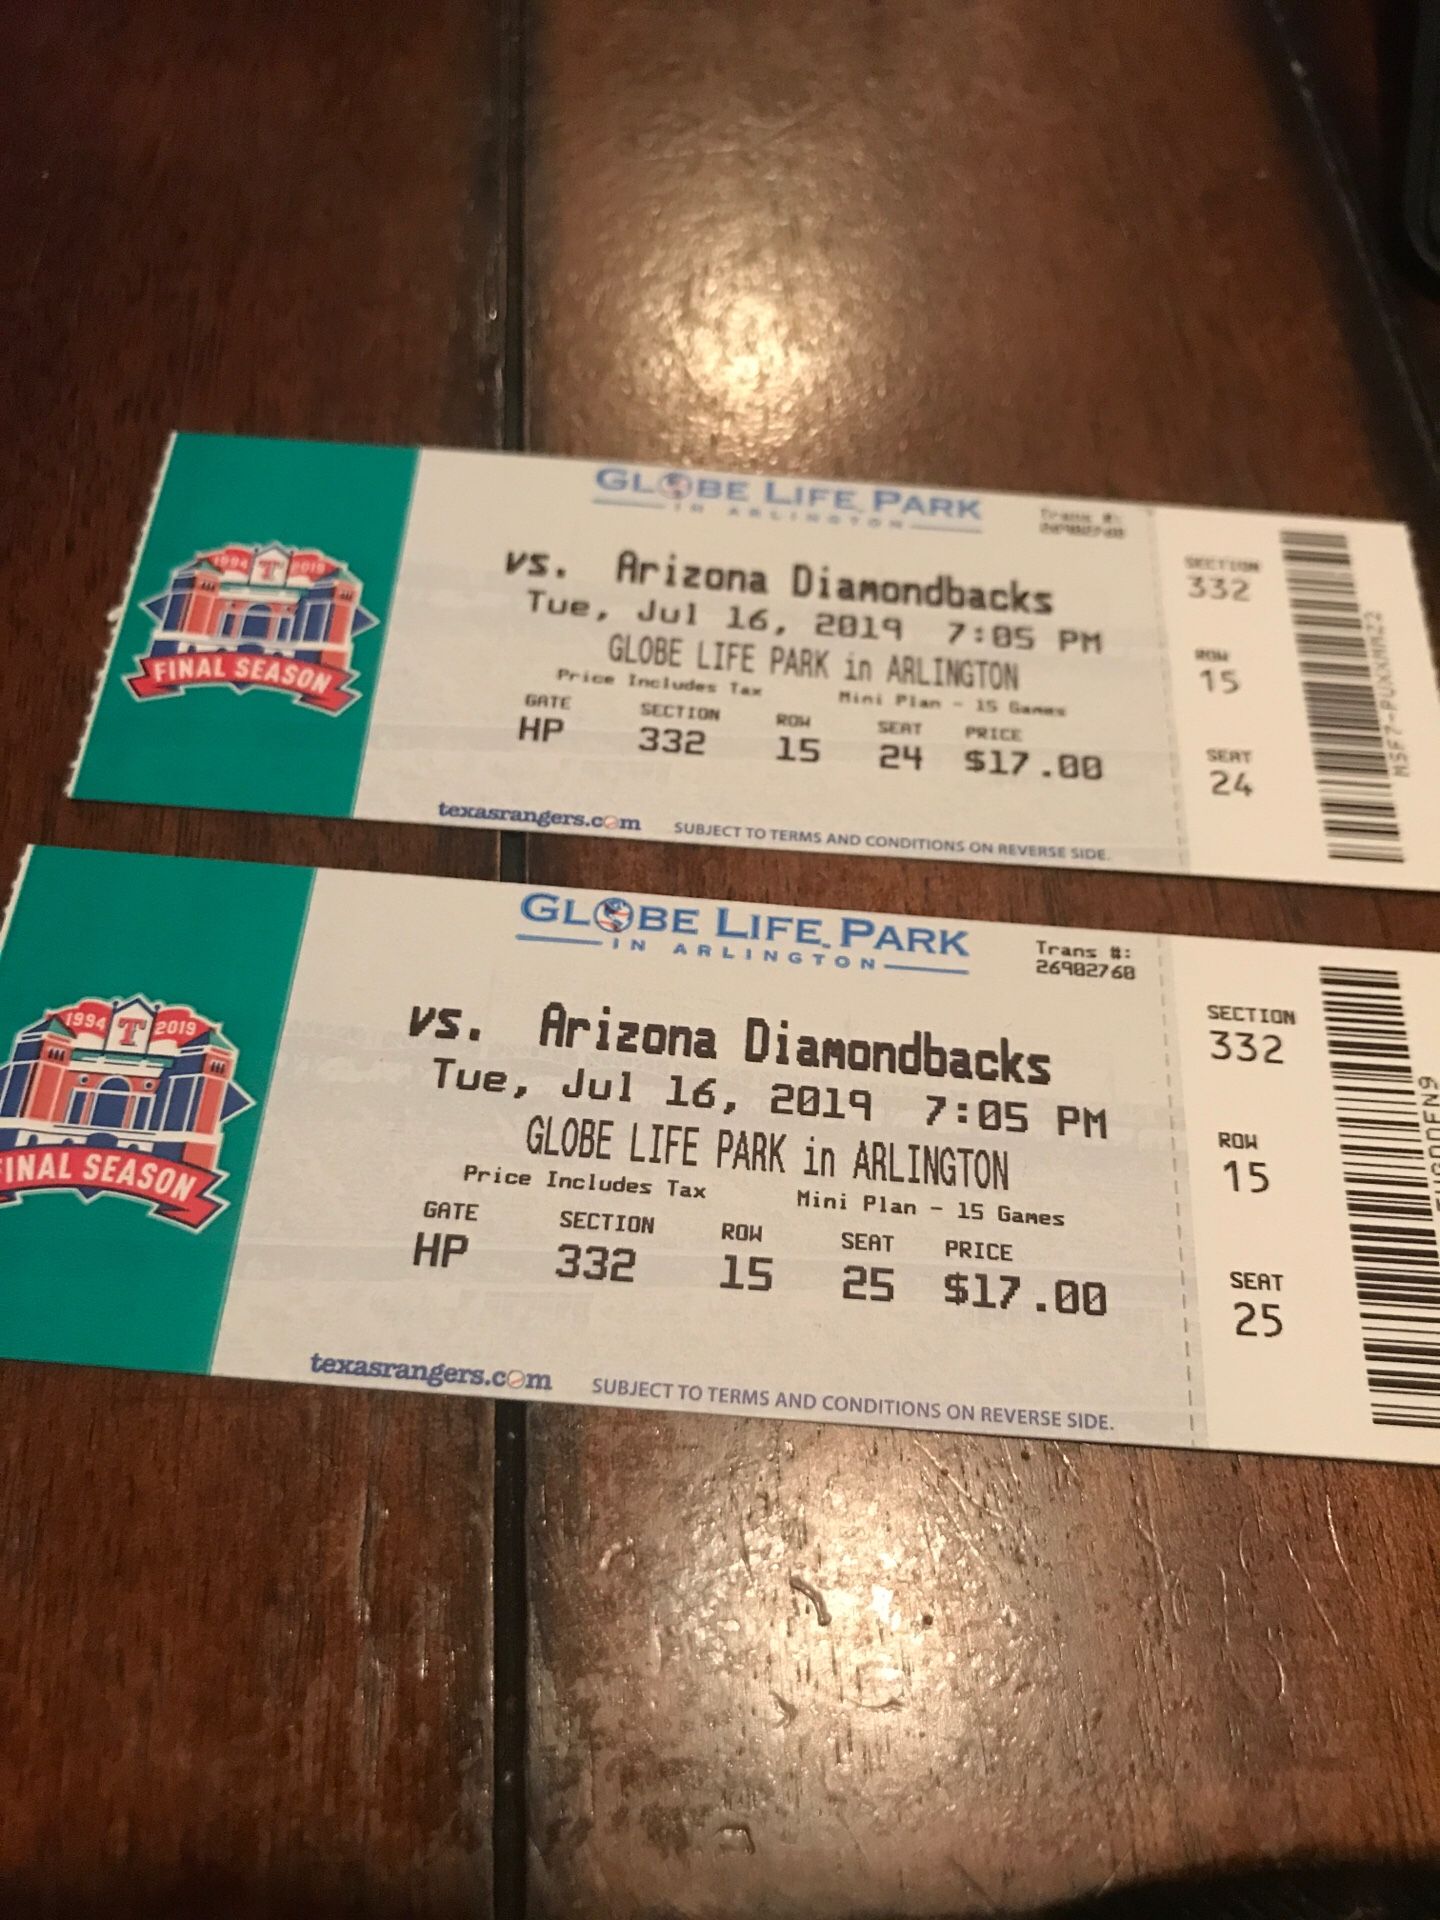 1994 T 2019
FINAL SEASON
GLOBE LIFE PARK
IN ARLINGTON
Trans #:
26902760
vs. Arizona Diamondbacks
Tue, Jul 16, 2019 7:05 PM
GLOBE LIFE PARK in ARLINGTON
Price Includes Tax Mini Plan - 15 Games
GATE SECTION ROW SEAT PRICE
HP 332 15 24 $17.00
texasrangers.com SUBJECT TO TERMS AND CONDITIONS ON REVERSE SIDE.
SECTION
332
ROW
15
SEAT
24
1994 T 2019
FINAL SEASON
GLOBE LIFE PARK
IN ARLINGTON
Trans #:
26902760
vs. Arizona Diamondbacks
Tue, Jul 16, 2019 7:05 PM
GLOBE LIFE PARK in ARLINGTON
Price Includes Tax Mini Plan - 15 Games
GATE SECTION ROW SEAT PRICE
HP 332 15 25 $17.00
texasrangers.com SUBJECT TO TERMS AND CONDITIONS ON REVERSE SIDE.
SECTION
332
ROW
15
SEAT
25